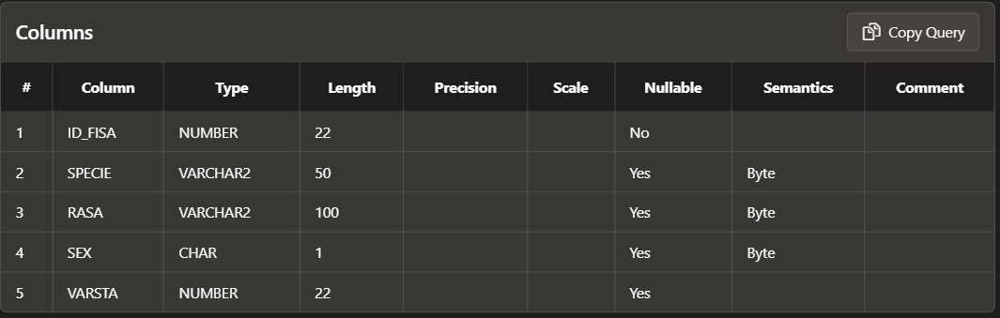 Columns
Copy Query
# Column Type Length Precision Scale Nullable Semantics Comment
1 ID_FISA NUMBER 22 No
2 SPECIE VARCHAR2 50 Yes Byte
3 RASA VARCHAR2 100 Yes Byte
4 SEX CHAR 1 Yes Byte
5 VARSTA NUMBER 22 Yes